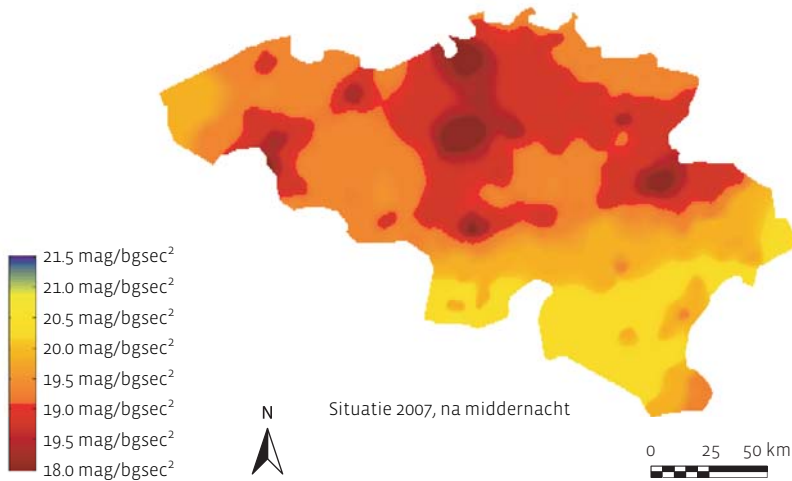 21.5 mag/bgsec²
21.0 mag/bgsec²
20.5 mag/bgsec²
20.0 mag/bgsec²
19.5 mag/bgsec²
19.0 mag/bgsec²
19.5 mag/bgsec²
18.0 mag/bgsec²
N
Situatie 2007, na middernacht
0 25 50 km